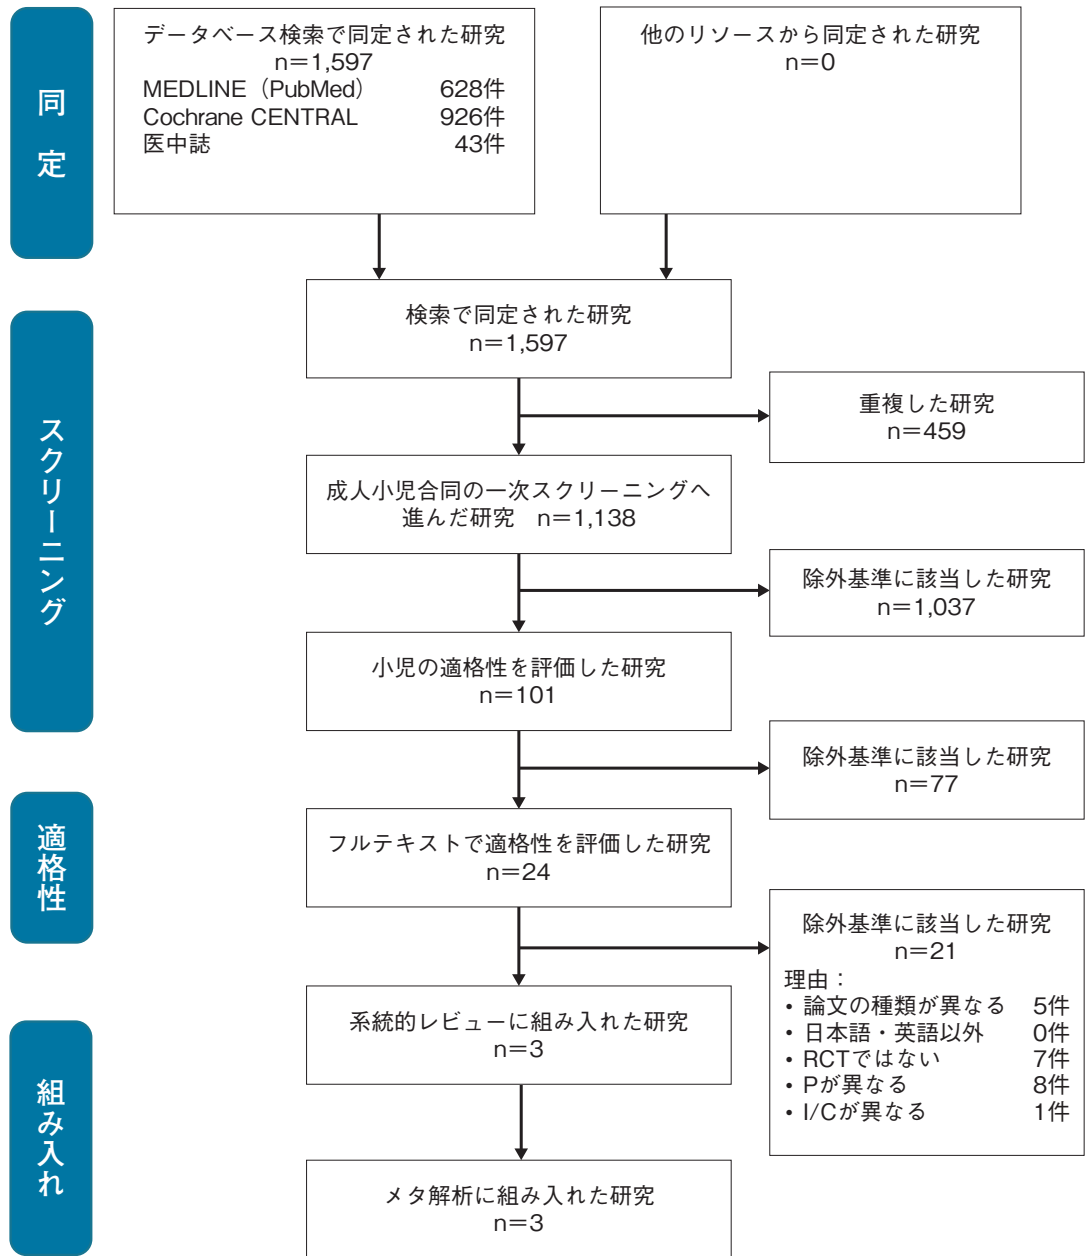 同定
データベース検索で同定された研究
n＝1,597
MEDLINE（PubMed） 628件
Cochrane CENTRAL 926件
医中誌 43件
他のリソースから同定された研究
n＝0
スクリーニング
検索で同定された研究
n＝1,597
重複した研究
n＝459
成人小児合同の一次スクリーニングへ
進んだ研究 n＝1,138
除外基準に該当した研究
n＝1,037
小児の適格性を評価した研究
n＝101
除外基準に該当した研究
n＝77
適格性
フルテキストで適格性を評価した研究
n＝24
除外基準に該当した研究
n＝21
理由：
• 論文の種類が異なる 5件
• 日本語・英語以外 0件
• RCTではない 7件
• Pが異なる 8件
• I/Cが異なる 1件
組み入れ
系統的レビューに組み入れた研究
n＝3
メタ解析に組み入れた研究
n＝3